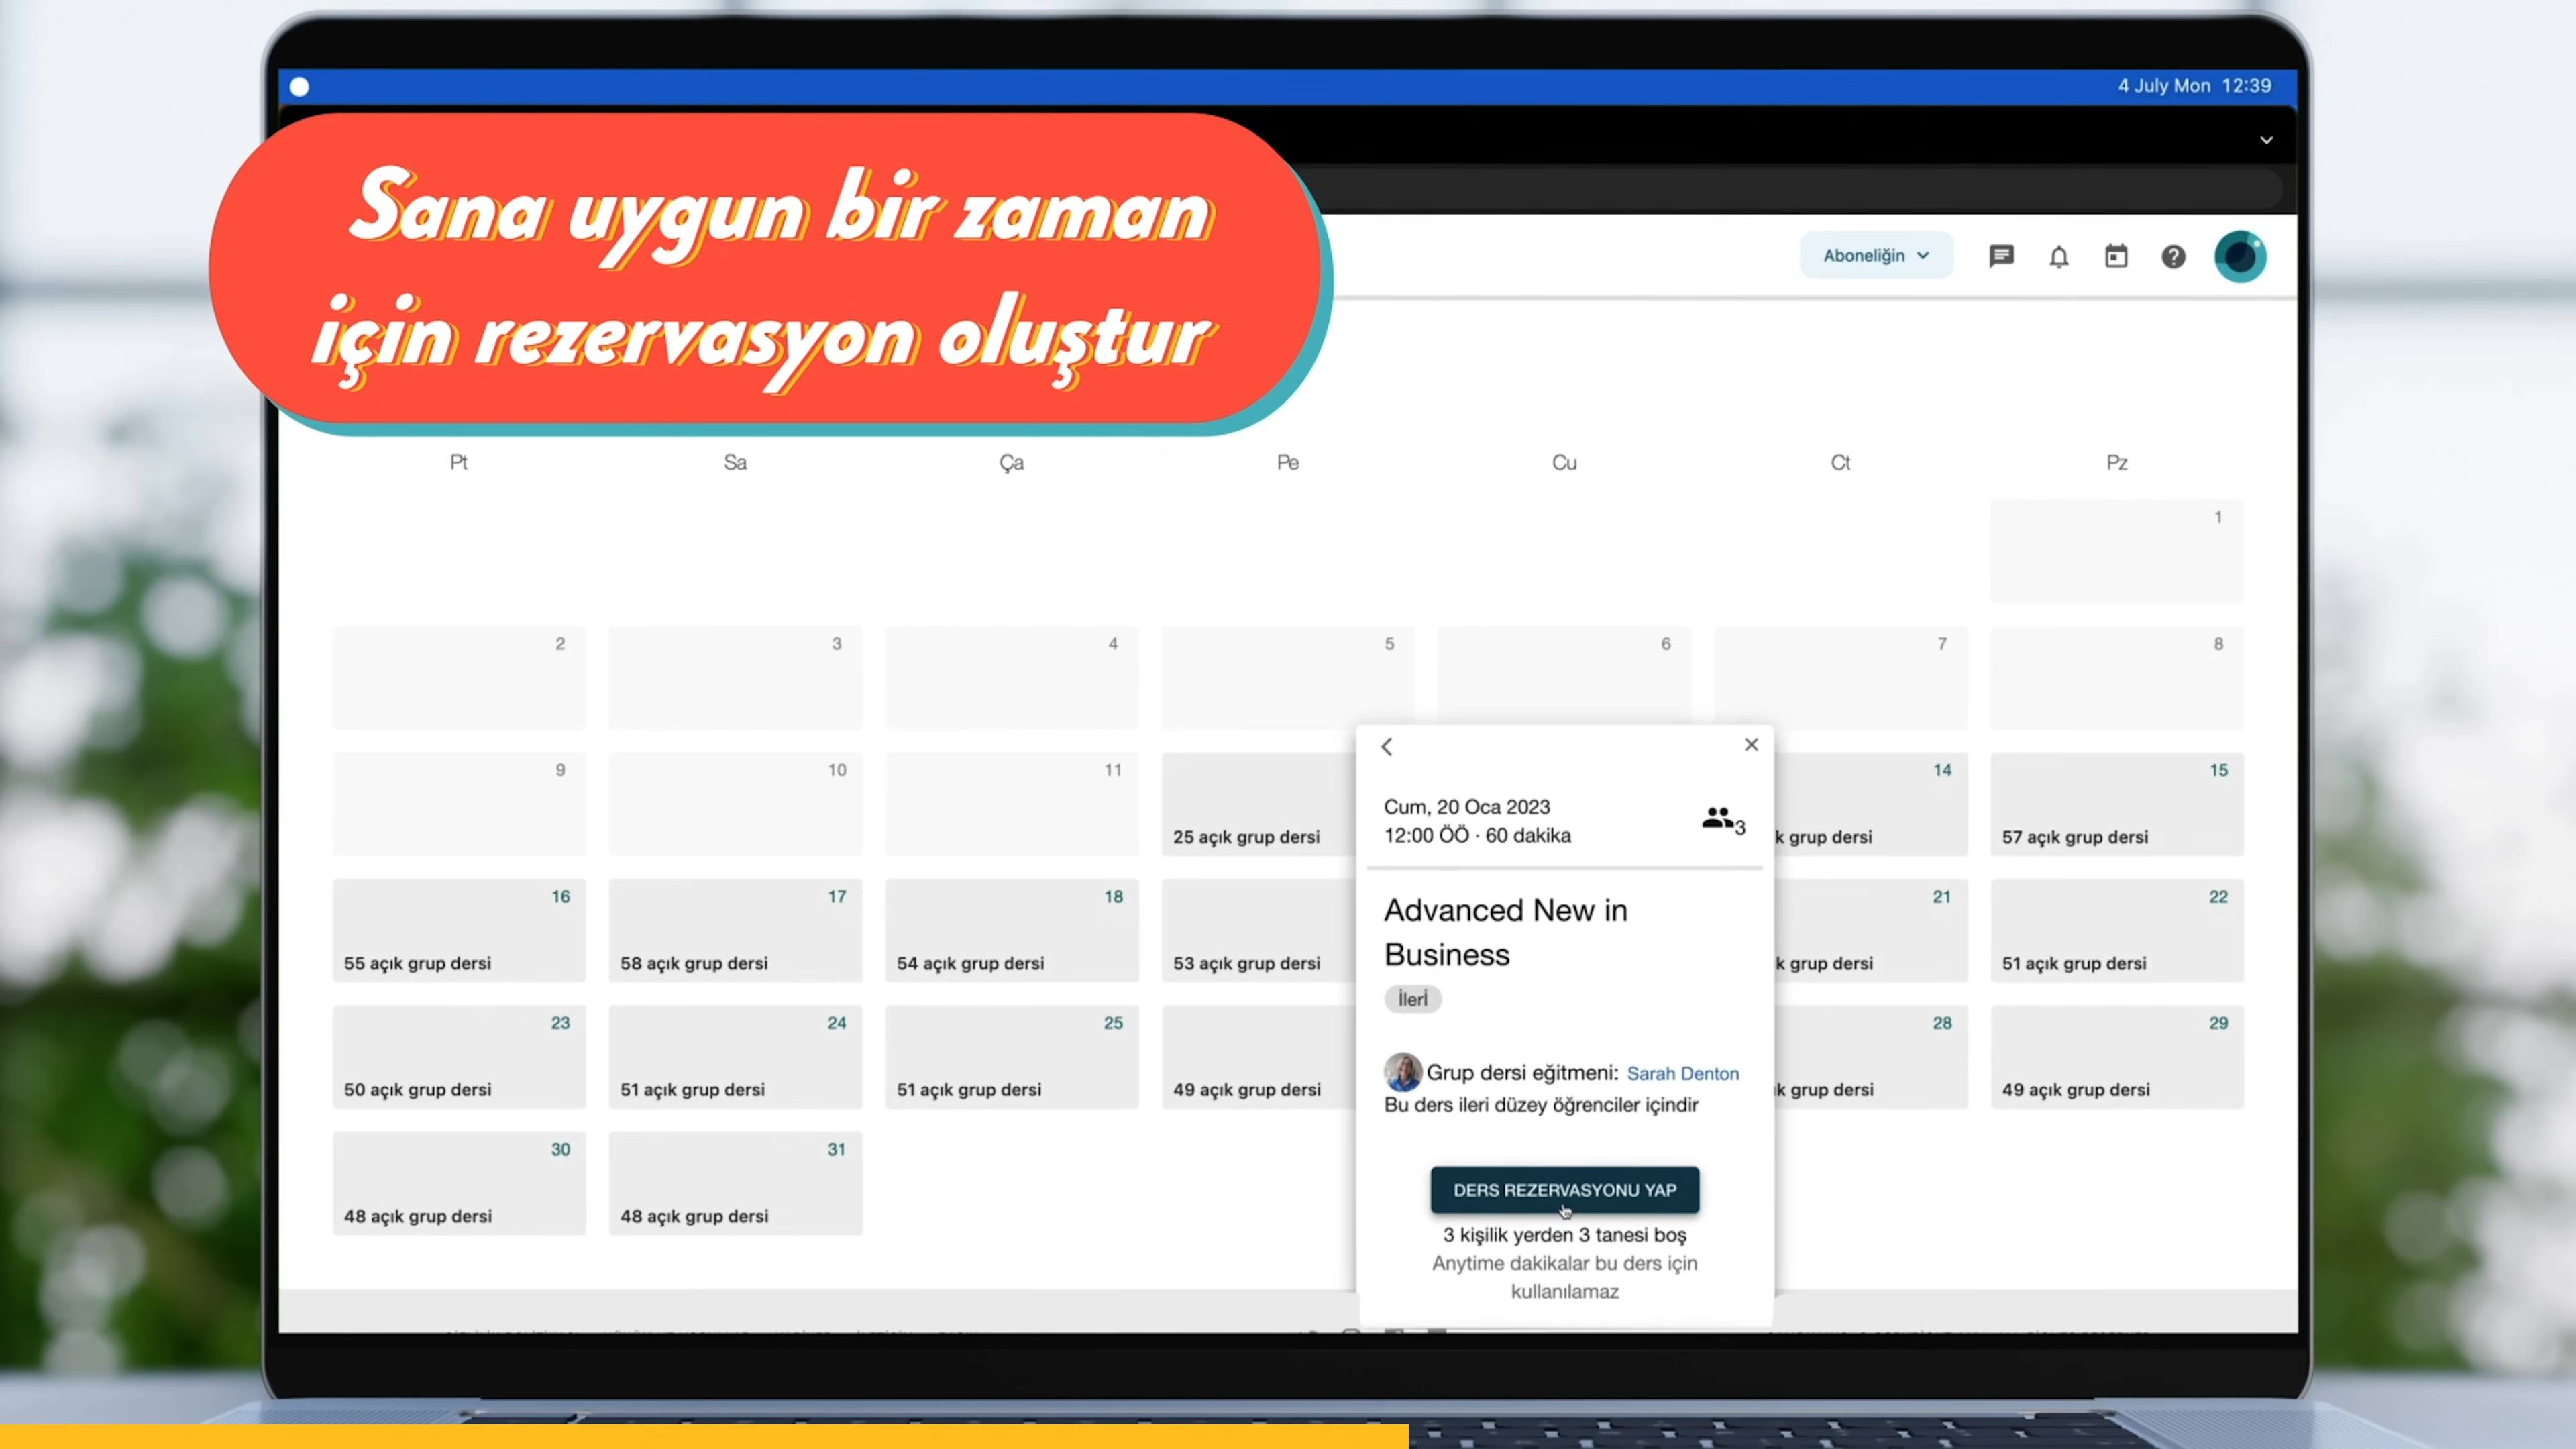 4 July Mon 12:39
Sana uygun bir zaman
için rezervasyon oluştur
Aboneliğin
Pt Sa Ça Pe Cu Ct Pz
1
2 3 4 5 6 7 8
9 10 11 14 15
25 açık grup dersi k grup dersi 57 açık grup dersi
16 17 18 21 22
55 açık grup dersi 58 açık grup dersi 54 açık grup dersi 53 açık grup dersi k grup dersi 51 açık grup dersi
23 24 25 28 29
50 açık grup dersi 51 açık grup dersi 51 açık grup dersi 49 açık grup dersi k grup dersi 49 açık grup dersi
30 31
48 açık grup dersi 48 açık grup dersi
Cum, 20 Oca 2023
12:00 ÖÖ · 60 dakika
3
Advanced New in
Business
İlerİ
Grup dersi eğitmeni: Sarah Denton
Bu ders ileri düzey öğrenciler içindir
DERS REZERVASYONU YAP
3 kişilik yerden 3 tanesi boş
Anytime dakikalar bu ders için
kullanılamaz